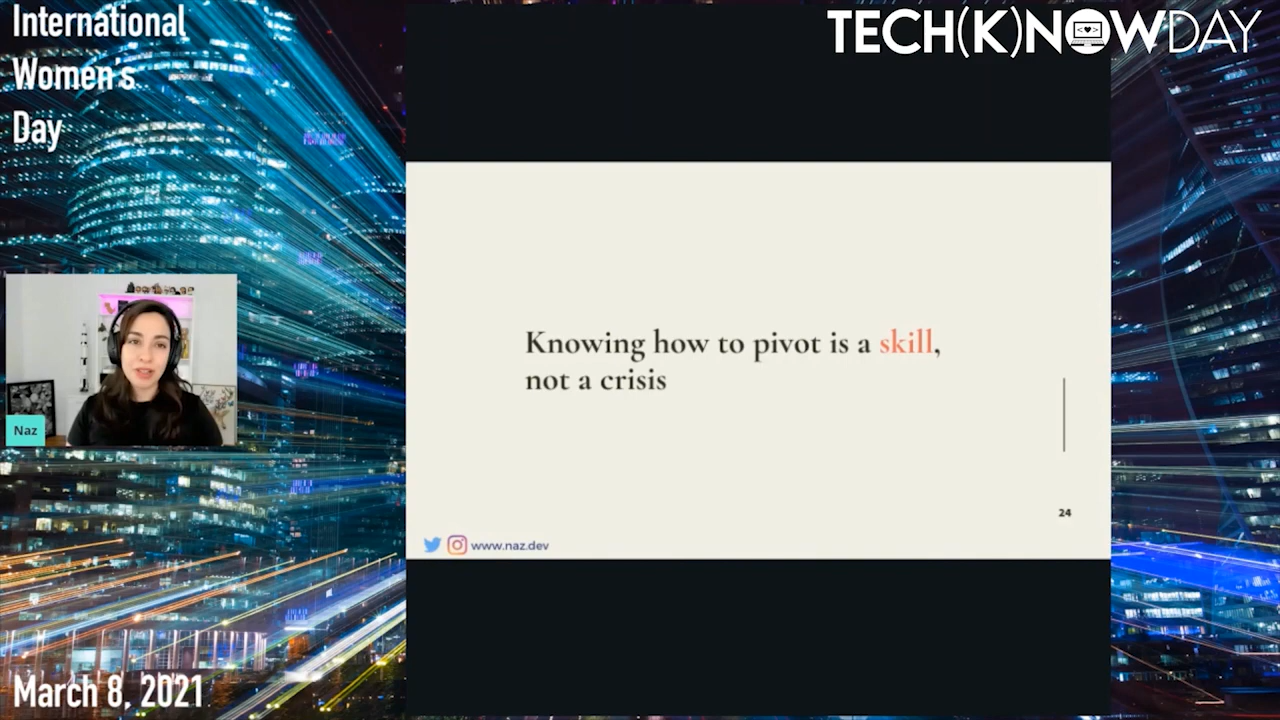 International
Women's
Day
TECH(K)NOWDAY
Knowing how to pivot is a skill,
not a crisis
Naz
24
www.naz.dev
March 8, 2021